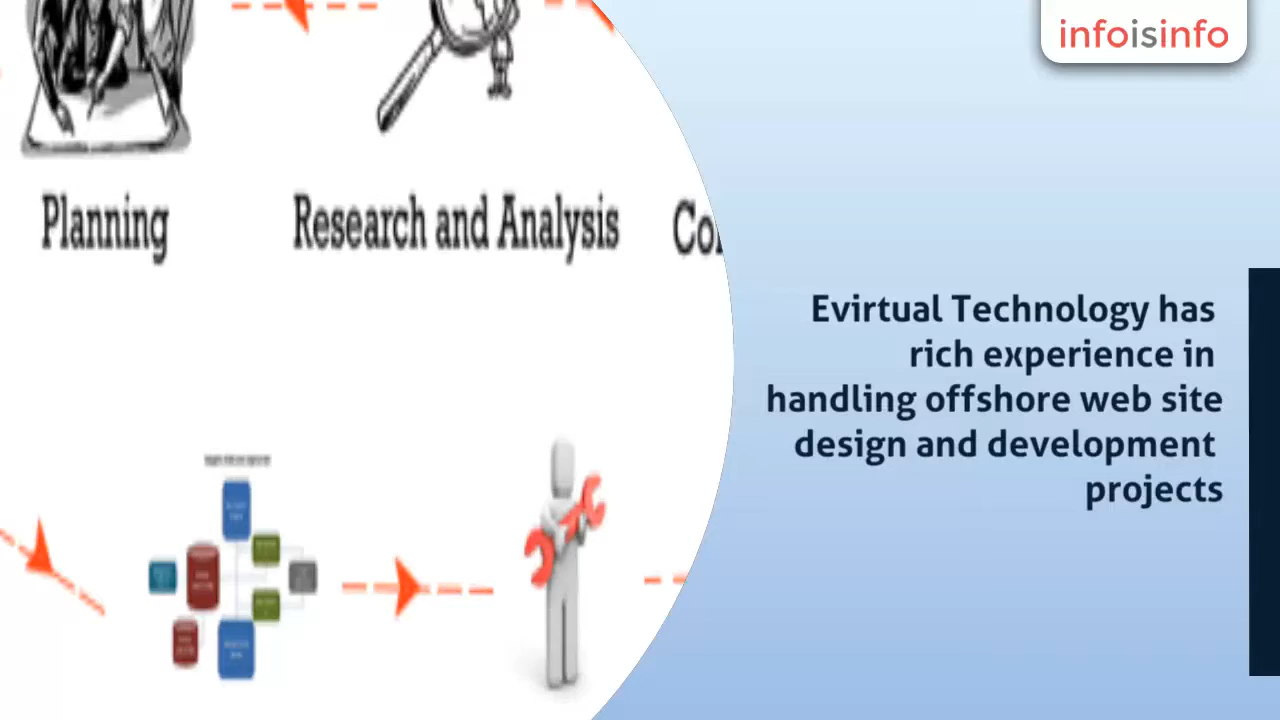 infoisinfo
Planning
Research and Analysis
Evirtual Technology has
rich experience in
handling offshore web site
design and development
projects